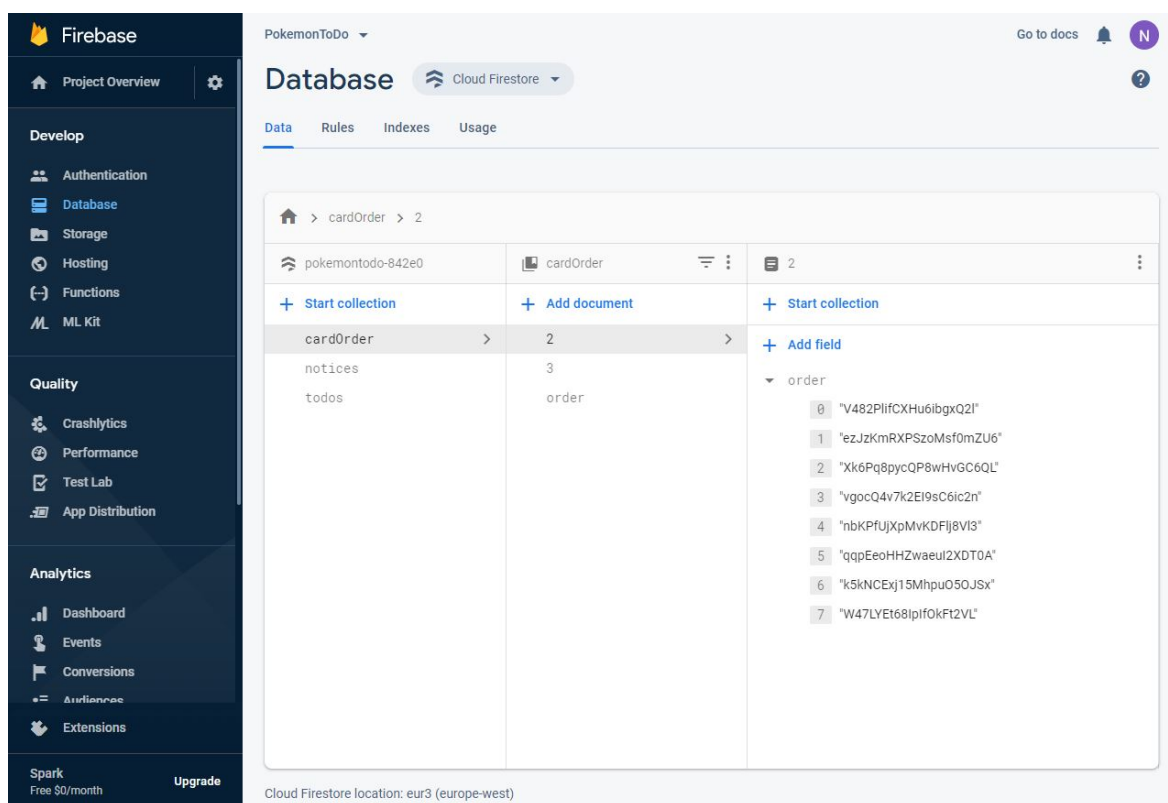 Firebase
Project Overview
Develop
Authentication
Database
Storage
Hosting
Functions
ML Kit
Quality
Crashlytics
Performance
Test Lab
App Distribution
Analytics
Dashboard
Events
Conversions
Audiences
Extensions
Spark
Free $0/month
Upgrade
PokemonToDo
Go to docs
N
Database
Cloud Firestore
Data Rules Indexes Usage
cardOrder > 2
pokemontodo-842e0
+ Start collection
cardOrder
notices
todos
cardOrder
+ Add document
2
3
order
2
+ Start collection
+ Add field
order
0 "V482PlifCXHu6ibgxQ2l"
1 "ezJzKmRXPSzoMsf0mZU6"
2 "Xk6Pq8pycQP8wHvGC6QL"
3 "vgocQ4v7k2EI9sC6ic2n"
4 "nbKPfUjXpMvKDFlj8Vl3"
5 "qqpEeoHHZwaeuI2XDT0A"
6 "k5kNCExj15MhpuO5OJSx"
7 "W47LYEt68IpIfOkFt2VL"
Cloud Firestore location: eur3 (europe-west)